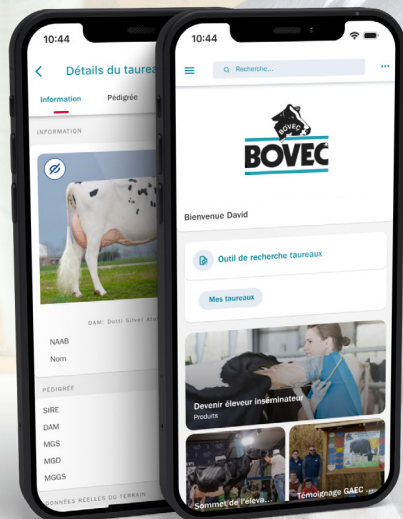 10:44
Détails du taurea
Information Pédigrée
INFORMATION
DAM: Dotti Silver
NAAB
Nom
PÉDIGRÉE
SIRE
DAM
MGS
MGD
MGGS
DONNÉES RÉELLES DU TERRAIN
10:44
Recherche...
BOVEC
BOVEC
Bienvenue David
Outil de recherche taureaux
Mes taureaux
Devenir éleveur inséminateur
Produits
Sommet de l'éleva...
Témoignage GAEC